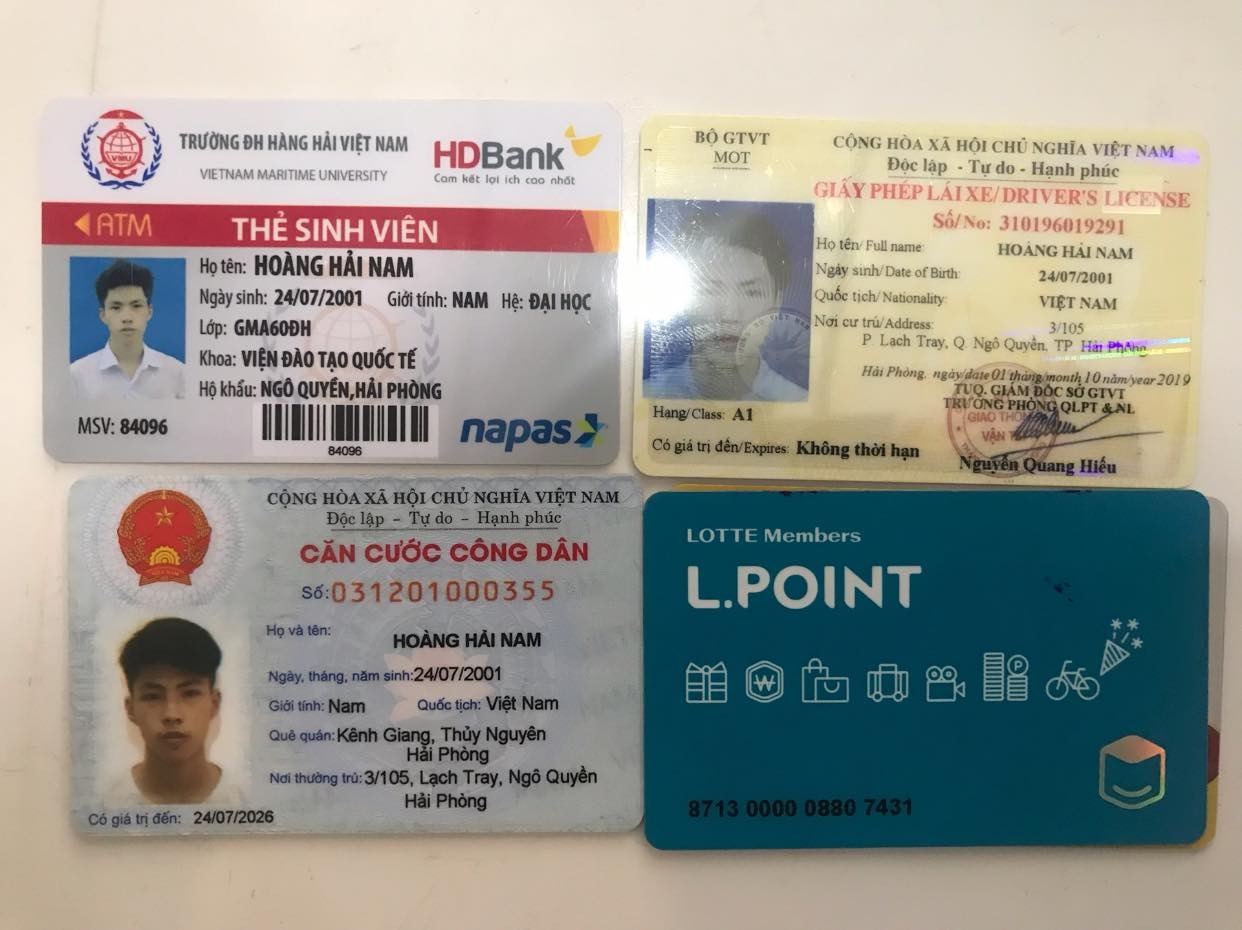 TRƯỜNG ĐH HÀNG HẢI VIỆT NAM
VIETNAM MARITIME UNIVERSITY
VMU
HDBank
Cam kết lợi ích cao nhất
ATM
THẺ SINH VIÊN
Họ tên: HOÀNG HẢI NAM
Ngày sinh: 24/07/2001 Giới tính: NAM Hệ: ĐẠI HỌC
Lớp: GMA60ĐH
Khoa: VIỆN ĐÀO TẠO QUỐC TẾ
Hộ khẩu: NGÔ QUYỀN,HẢI PHÒNG
MSV: 84096
84096
napas
BỘ GTVT
MOT
CỘNG HÒA XÃ HỘI CHỦ NGHĨA VIỆT NAM
Độc lập - Tự do - Hạnh phúc
GIẤY PHÉP LÁI XE/DRIVER'S LICENSE
Số/No: 310196019291
Họ tên/Full name: HOÀNG HẢI NAM
Ngày sinh/Date of Birth: 24/07/2001
Quốc tịch/Nationality: VIỆT NAM
Nơi cư trú/Address: 3/105
P. Lạch Tray, Q. Ngô Quyền, TP. Hải Phòng
Hải Phòng, ngày/date 01 tháng/month 10 năm/year 2019
TUQ. GIÁM ĐỐC SỞ GTVT
TRƯỞNG PHÒNG QLPT & NL
Hạng/Class: A1
Có giá trị đến/Expires: Không thời hạn
Nguyễn Quang Hiếu
CỘNG HÒA XÃ HỘI CHỦ NGHĨA VIỆT NAM
Độc lập - Tự do - Hạnh phúc
CĂN CƯỚC CÔNG DÂN
Số: 031201000355
Họ và tên:
HOÀNG HẢI NAM
Ngày, tháng, năm sinh: 24/07/2001
Giới tính: Nam Quốc tịch: Việt Nam
Quê quán: Kênh Giang, Thủy Nguyên
Hải Phòng
Nơi thường trú: 3/105, Lạch Tray, Ngô Quyền
Hải Phòng
Có giá trị đến: 24/07/2026
LOTTE Members
L.POINT
8713 0000 0880 7431